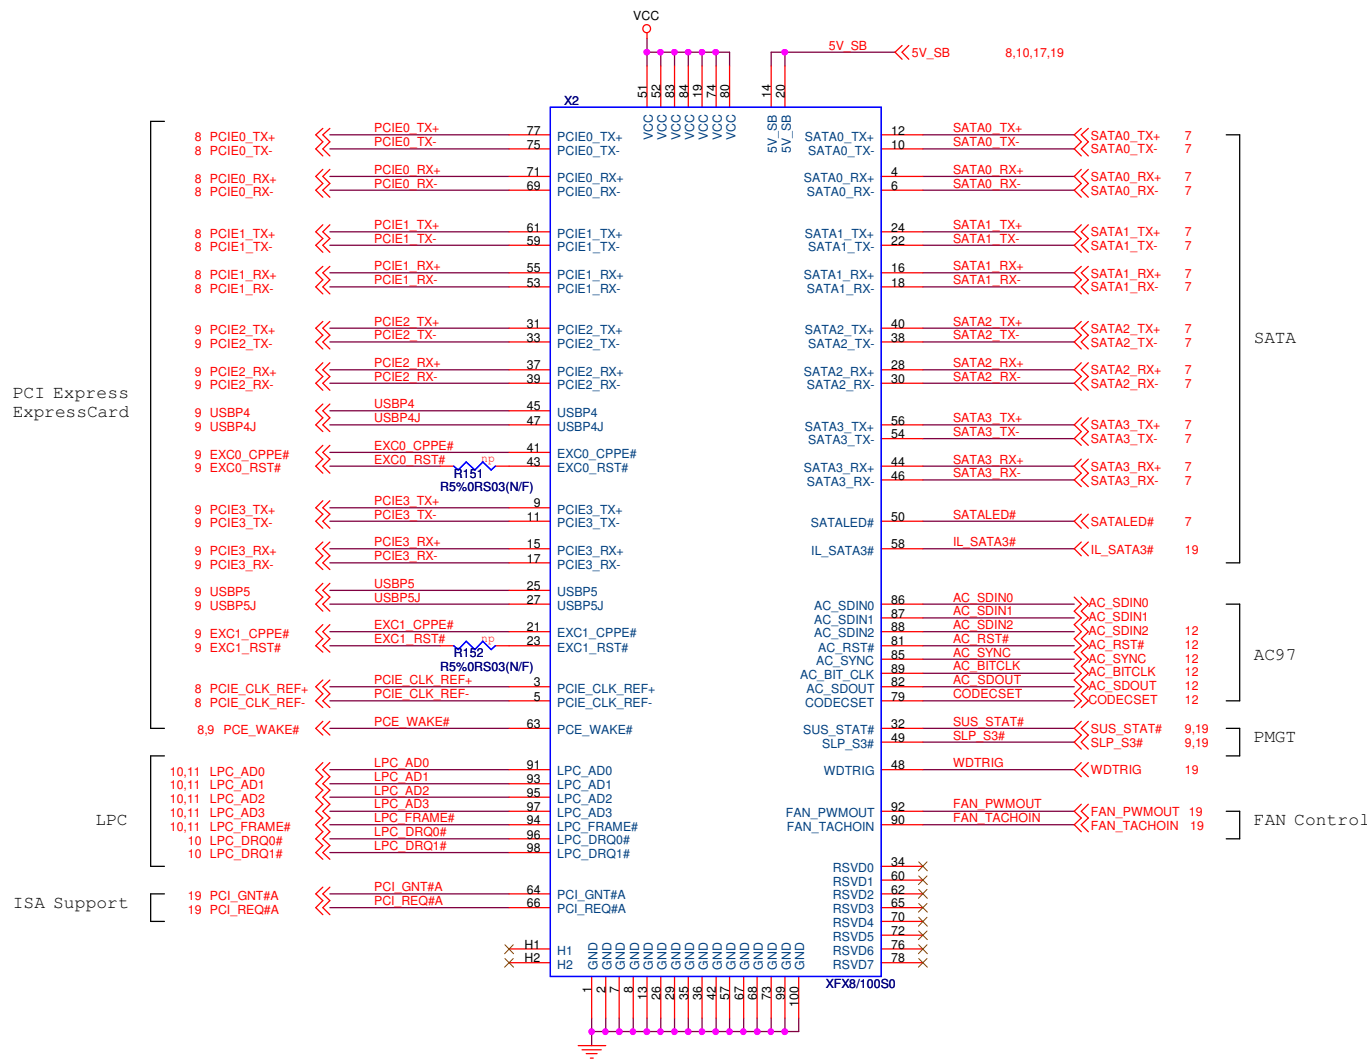 VCC
5V_SB
5V_SB 8,10,17,19
51 52 83 84 19 74 80 14 20
X2
VCC VCC VCC VCC VCC VCC VCC 5V_SB 5V_SB
8 PCIE0_TX+ PCIE0_TX+ 77 PCIE0_TX+
8 PCIE0_TX- PCIE0_TX- 75 PCIE0_TX-
8 PCIE0_RX+ PCIE0_RX+ 71 PCIE0_RX+
8 PCIE0_RX- PCIE0_RX- 69 PCIE0_RX-
8 PCIE1_TX+ PCIE1_TX+ 61 PCIE1_TX+
8 PCIE1_TX- PCIE1_TX- 59 PCIE1_TX-
8 PCIE1_RX+ PCIE1_RX+ 55 PCIE1_RX+
8 PCIE1_RX- PCIE1_RX- 53 PCIE1_RX-
9 PCIE2_TX+ PCIE2_TX+ 31 PCIE2_TX+
9 PCIE2_TX- PCIE2_TX- 33 PCIE2_TX-
9 PCIE2_RX+ PCIE2_RX+ 37 PCIE2_RX+
9 PCIE2_RX- PCIE2_RX- 39 PCIE2_RX-
PCI Express
ExpressCard
9 USBP4 USBP4 45 USBP4
9 USBP4J USBP4J 47 USBP4J
9 EXC0_CPPE# EXC0_CPPE# 41 EXC0_CPPE#
9 EXC0_RST# EXC0_RST# np 43 EXC0_RST#
R151
R5%0RS03(N/F)
9 PCIE3_TX+ PCIE3_TX+ 9 PCIE3_TX+
9 PCIE3_TX- PCIE3_TX- 11 PCIE3_TX-
9 PCIE3_RX+ PCIE3_RX+ 15 PCIE3_RX+
9 PCIE3_RX- PCIE3_RX- 17 PCIE3_RX-
9 USBP5 USBP5 25 USBP5
9 USBP5J USBP5J 27 USBP5J
9 EXC1_CPPE# EXC1_CPPE# 21 EXC1_CPPE#
9 EXC1_RST# EXC1_RST# np 23 EXC1_RST#
R152
R5%0RS03(N/F)
8 PCIE_CLK_REF+ PCIE_CLK_REF+ 3 PCIE_CLK_REF+
8 PCIE_CLK_REF- PCIE_CLK_REF- 5 PCIE_CLK_REF-
8,9 PCE_WAKE# PCE_WAKE# 63 PCE_WAKE#
10,11 LPC_AD0 LPC_AD0 91 LPC_AD0
10,11 LPC_AD1 LPC_AD1 93 LPC_AD1
10,11 LPC_AD2 LPC_AD2 95 LPC_AD2
10,11 LPC_AD3 LPC_AD3 97 LPC_AD3
LPC
10,11 LPC_FRAME# LPC_FRAME# 94 LPC_FRAME#
10 LPC_DRQ0# LPC_DRQ0# 96 LPC_DRQ0#
10 LPC_DRQ1# LPC_DRQ1# 98 LPC_DRQ1#
ISA Support
19 PCI_GNT#A PCI_GNT#A 64 PCI_GNT#A
19 PCI_REQ#A PCI_REQ#A 66 PCI_REQ#A
H1 H1
H2 H2
SATA0_TX+ 12 SATA0_TX+ SATA0_TX+ 7
SATA0_TX- 10 SATA0_TX- SATA0_TX- 7
SATA0_RX+ 4 SATA0_RX+ SATA0_RX+ 7
SATA0_RX- 6 SATA0_RX- SATA0_RX- 7
SATA1_TX+ 24 SATA1_TX+ SATA1_TX+ 7
SATA1_TX- 22 SATA1_TX- SATA1_TX- 7
SATA1_RX+ 16 SATA1_RX+ SATA1_RX+ 7
SATA1_RX- 18 SATA1_RX- SATA1_RX- 7
SATA2_TX+ 40 SATA2_TX+ SATA2_TX+ 7
SATA2_TX- 38 SATA2_TX- SATA2_TX- 7
SATA
SATA2_RX+ 28 SATA2_RX+ SATA2_RX+ 7
SATA2_RX- 30 SATA2_RX- SATA2_RX- 7
SATA3_TX+ 56 SATA3_TX+ SATA3_TX+ 7
SATA3_TX- 54 SATA3_TX- SATA3_TX- 7
SATA3_RX+ 44 SATA3_RX+ SATA3_RX+ 7
SATA3_RX- 46 SATA3_RX- SATA3_RX- 7
SATALED# 50 SATALED# SATALED# 7
IL_SATA3# 58 IL_SATA3# IL_SATA3# 19
AC_SDIN0 86 AC_SDIN0 AC_SDIN0
AC_SDIN1 87 AC_SDIN1 AC_SDIN1
AC_SDIN2 88 AC_SDIN2 AC_SDIN2 12
AC_RST# 81 AC_RST# AC_RST# 12
AC_SYNC 85 AC_SYNC AC_SYNC 12
AC97
AC_BIT_CLK 89 AC_BITCLK AC_BITCLK 12
AC_SDOUT 82 AC_SDOUT AC_SDOUT 12
CODECSET 79 CODECSET CODECSET 12
SUS_STAT# 32 SUS_STAT# SUS_STAT# 9,19
SLP_S3# 49 SLP_S3# SLP_S3# 9,19
PMGT
WDTRIG 48 WDTRIG WDTRIG 19
FAN_PWMOUT 92 FAN_PWMOUT FAN_PWMOUT 19
FAN_TACHOIN 90 FAN_TACHOIN FAN_TACHOIN 19
FAN Control
RSVD0 34
RSVD1 60
RSVD2 62
RSVD3 65
RSVD4 70
RSVD5 72
RSVD6 76
RSVD7 78
GND GND GND GND GND GND GND GND GND GND GND GND GND GND GND GND
XFX8/100S0
1 2 7 8 13 26 29 35 36 42 57 67 68 73 99 100